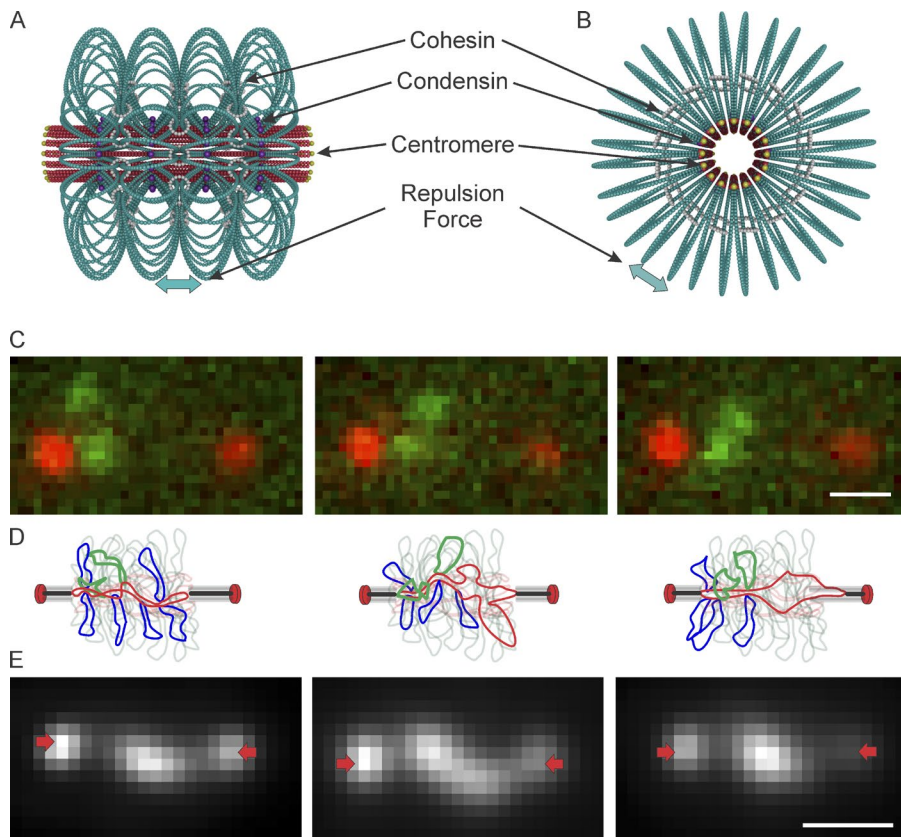 A
B
Cohesin
Condensin
Centromere
Repulsion
Force
C
D
E